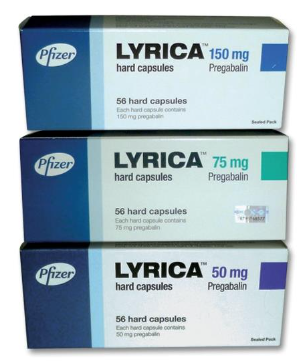 Pfizer
LYRICA™ 150 mg
hard capsules Pregabalin
56 hard capsules
Each hard capsule contains
150 mg pregabalin
Sealed Pack
Pfizer
LYRICA™ 75 mg
hard capsules Pregabalin
56 hard capsules
Each hard capsule contains
75 mg pregabalin
Pfizer
LYRICA™ 50 mg
hard capsules Pregabalin
56 hard capsules
Each hard capsule contains
50 mg pregabalin
Sealed Pack